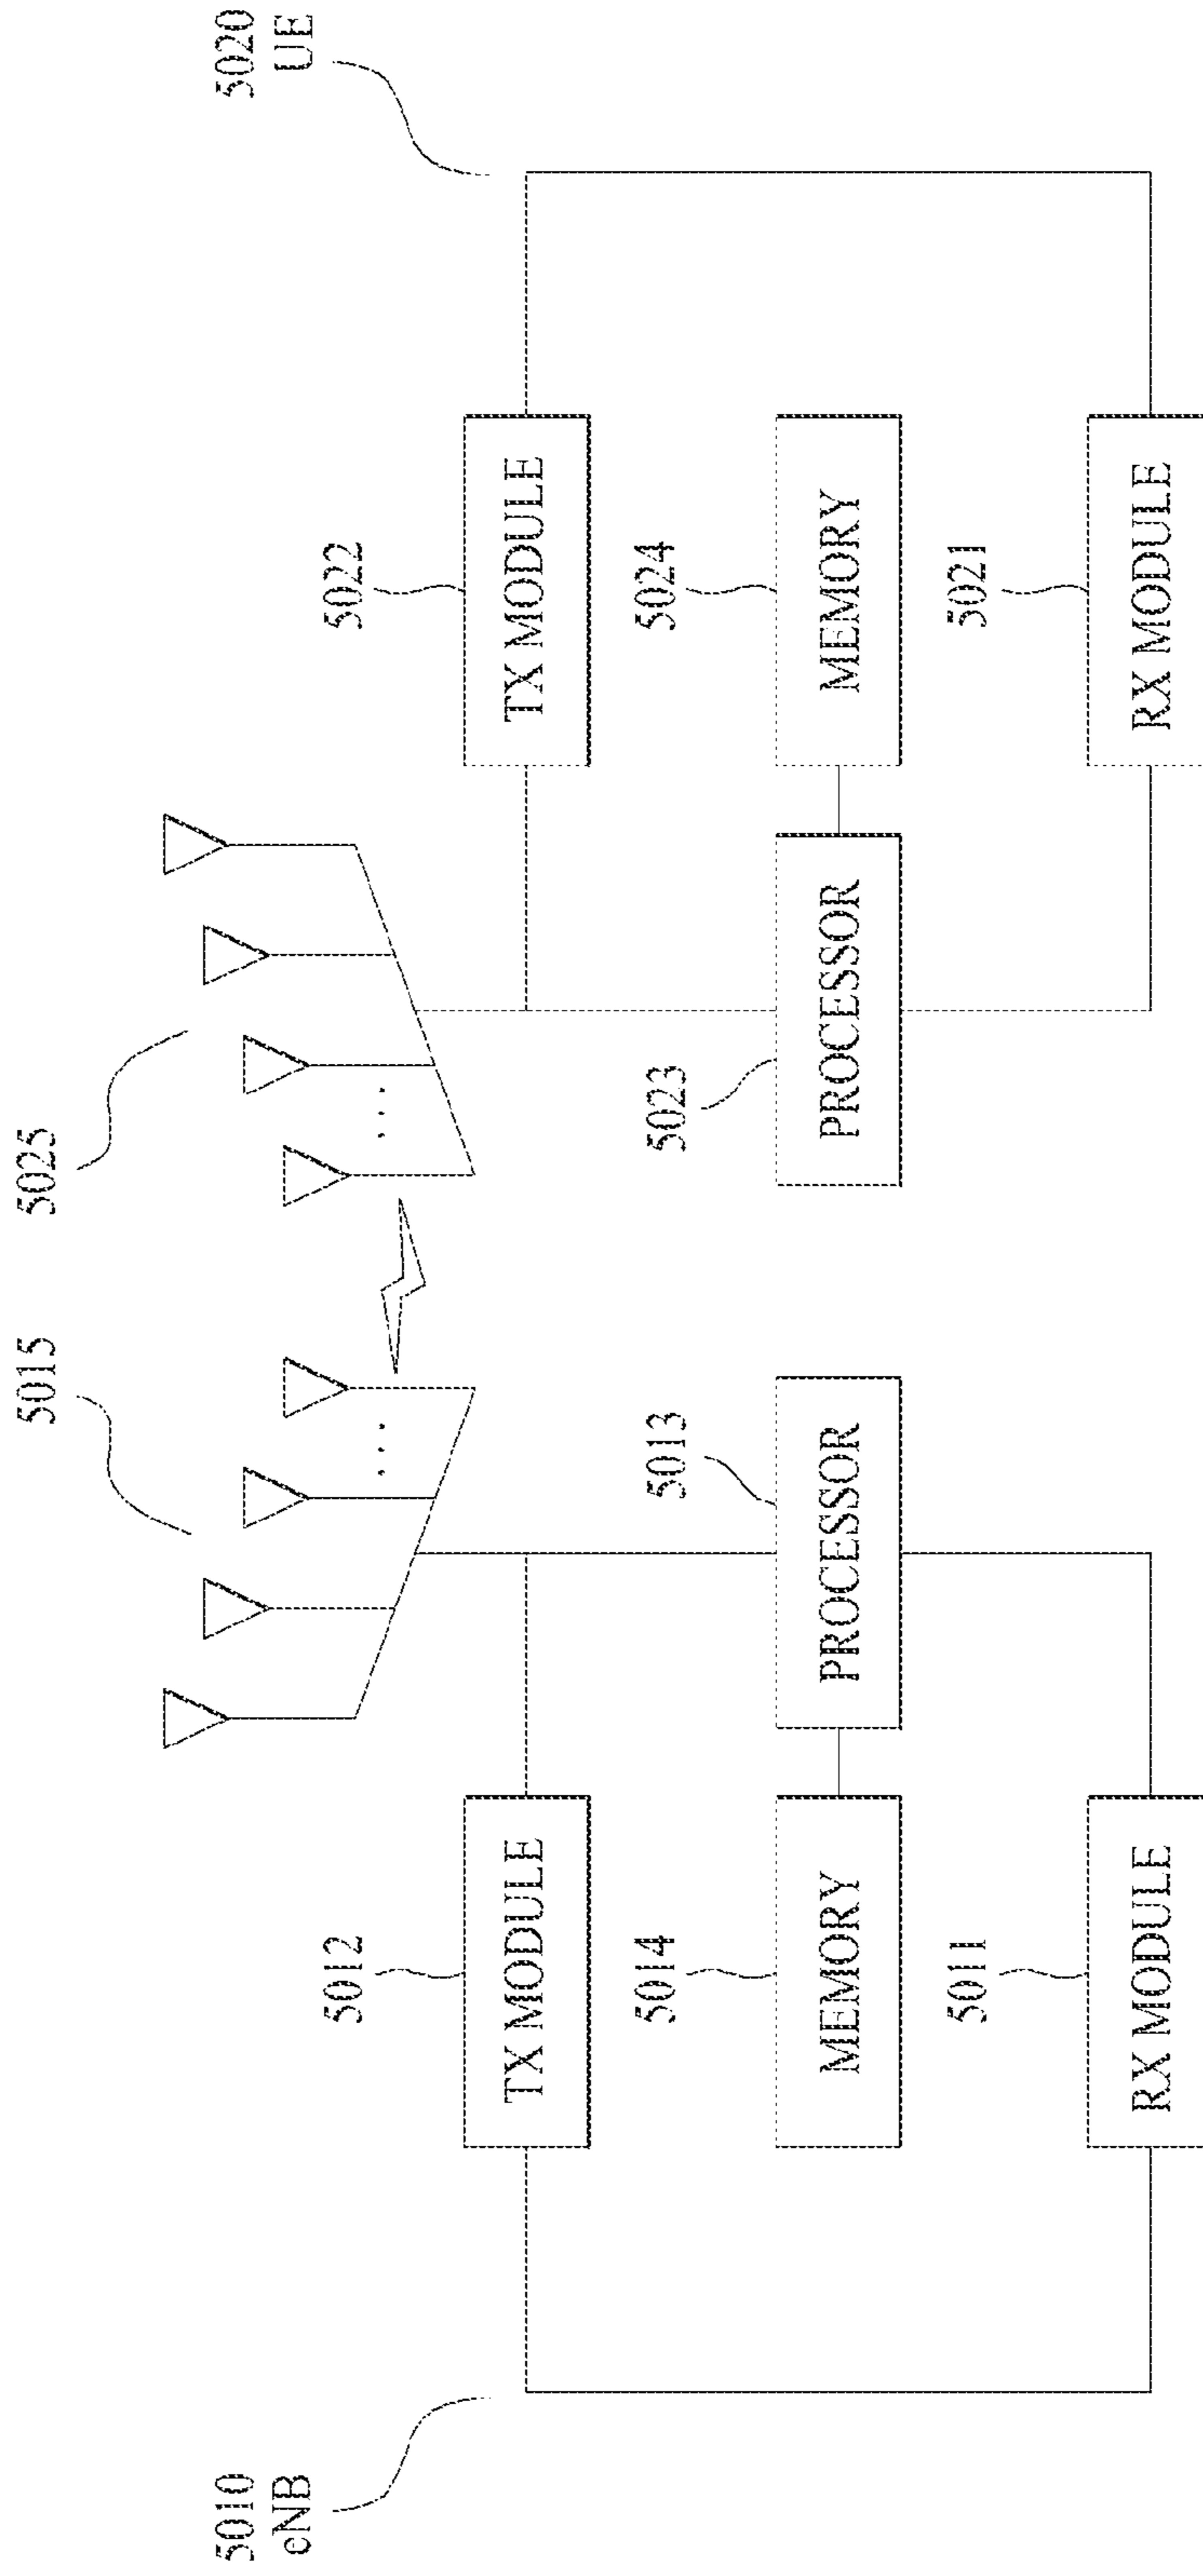 5010
eNB
5015
5025
5020
UE
5012
TX MODULE
5022
TX MODULE
5014
MEMORY
5013
PROCESSOR
5023
PROCESSOR
5024
MEMORY
5011
RX MODULE
5021
RX MODULE